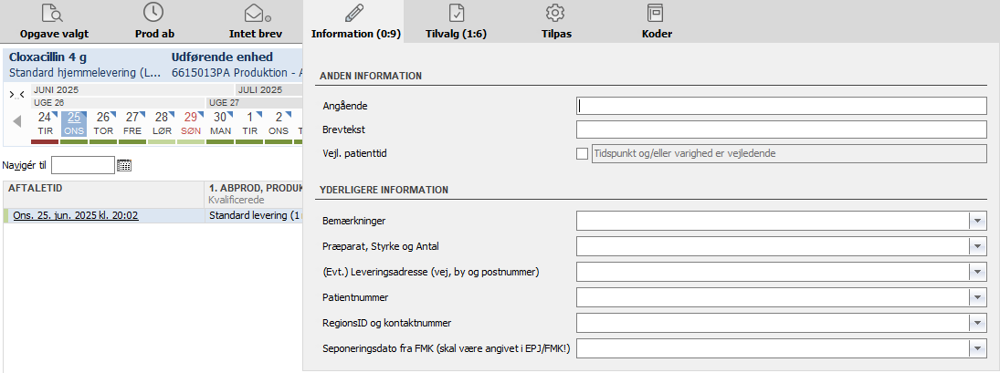 Opgave valgt
Prod ab
Intet brev
Information (0:9)
Tilvalg (1:6)
Tilpas
Koder
Cloxacillin 4 g
Udførende enhed
Standard hjemmelevering (L...
6615013PA Produktion - A
JUNI 2025
JULI 2025
UGE 26
UGE 27
24 25 26 27 28 29 30 1 2
TIR ONS TOR FRE LØR SØN MAN TIR ONS T
Navigér til
AFTALETID
1. ABPROD, PRODUK
Kvalificerede
Ons. 25. jun. 2025 kl. 20:02
Standard levering (1
ANDEN INFORMATION
Angående
Brevtekst
Vejl. patienttid
Tidspunkt og/eller varighed er vejledende
YDERLIGERE INFORMATION
Bemærkninger
Præparat, Styrke og Antal
(Evt.) Leveringsadresse (vej, by og postnummer)
Patientnummer
RegionsID og kontaktnummer
Seponeringsdato fra FMK (skal være angivet i EPJ/FMK!)